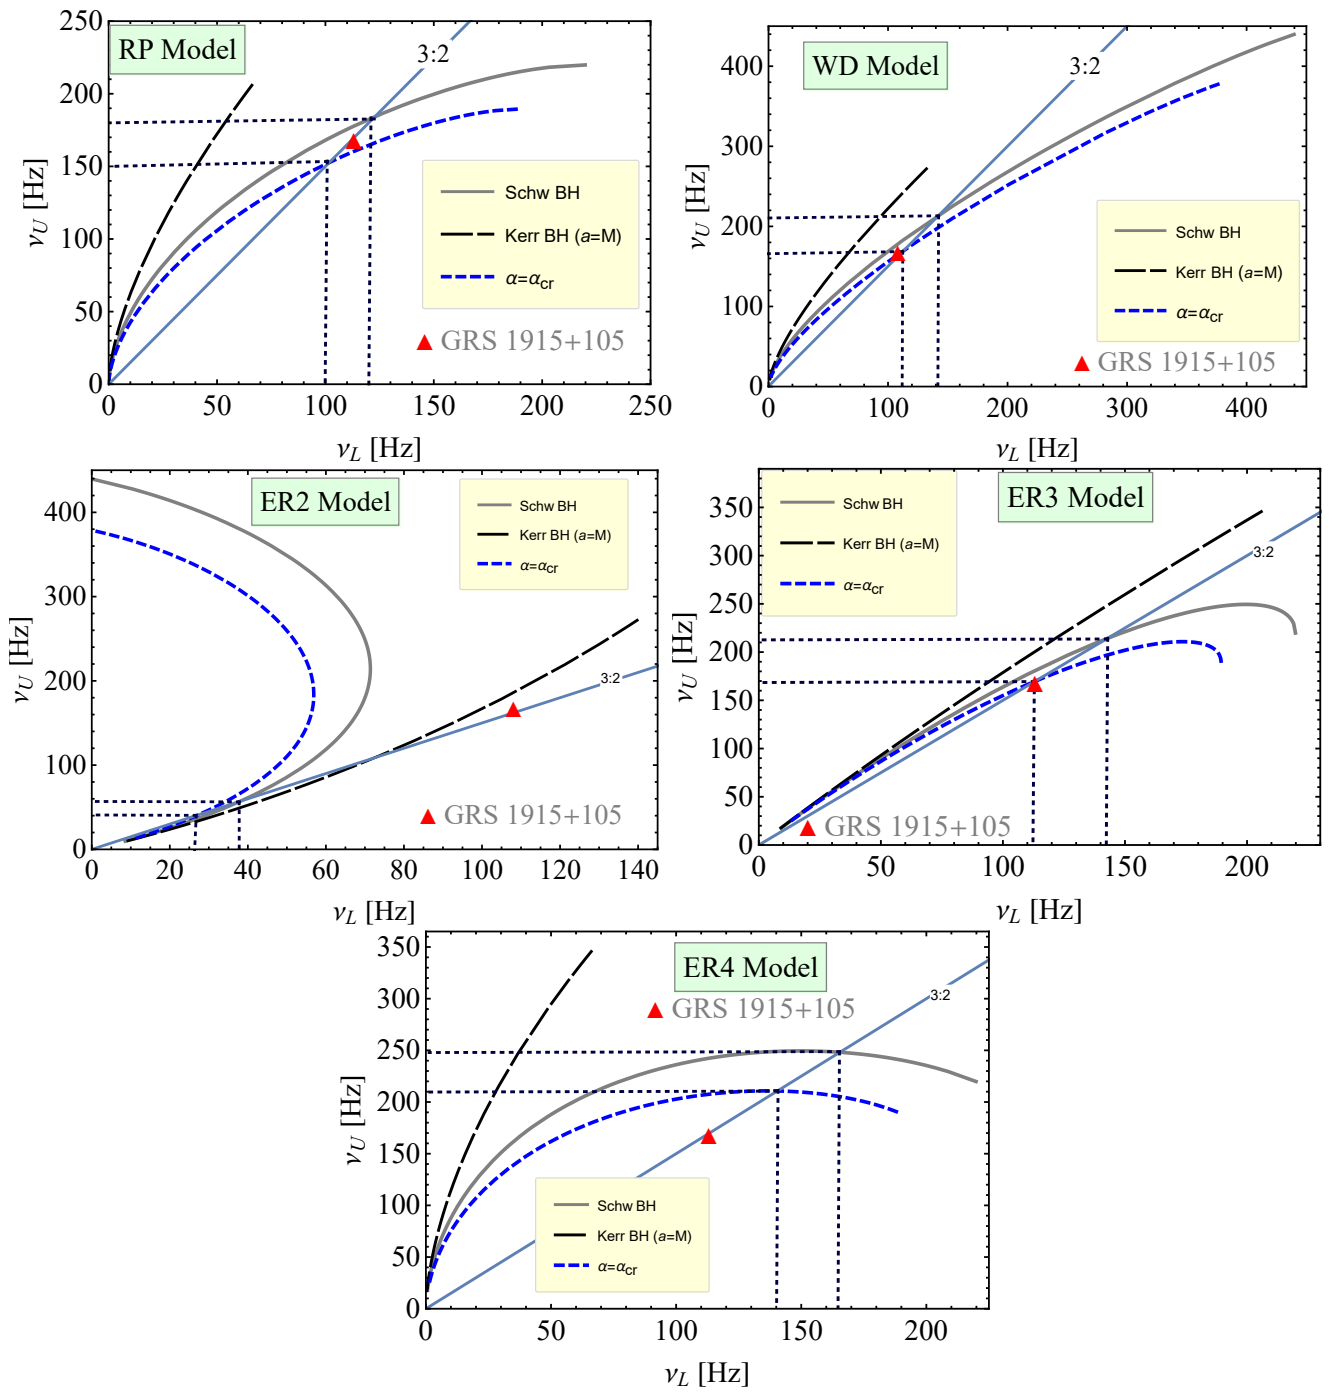 RP Model
3:2
Schw BH
Kerr BH (a=M)
α=αcr
GRS 1915+105
0 50 100 150 200 250
0 50 100 150 200 250
νL [Hz]
νU [Hz]
WD Model
3:2
Schw BH
Kerr BH (a=M)
α=αcr
GRS 1915+105
0 100 200 300 400
0 100 200 300 400
νL [Hz]
νU [Hz]
ER2 Model
Schw BH
Kerr BH (a=M)
α=αcr
3:2
GRS 1915+105
0 20 40 60 80 100 120 140
0 100 200 300 400
νL [Hz]
νU [Hz]
ER3 Model
Schw BH
Kerr BH (a=M)
α=αcr
3:2
GRS 1915+105
0 50 100 150 200
0 50 100 150 200 250 300 350
νL [Hz]
νU [Hz]
ER4 Model
GRS 1915+105
3:2
Schw BH
Kerr BH (a=M)
α=αcr
0 50 100 150 200
0 50 100 150 200 250 300 350
νL [Hz]
νU [Hz]